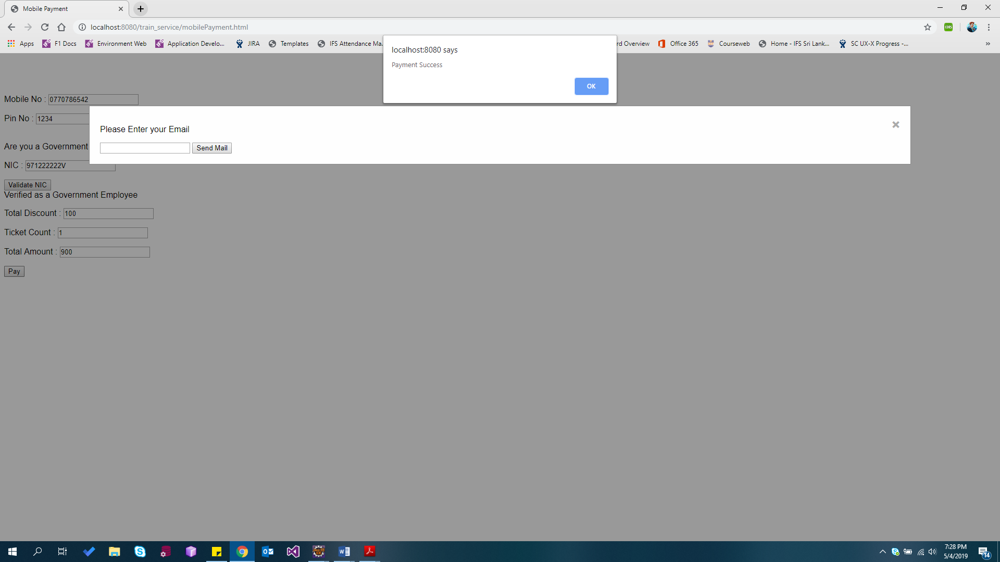 Mobile Payment
localhost:8080/train_service/mobilePayment.html
CORS
Apps F1 Docs Environment Web Application Develo... JIRA Templates IFS Attendance Ma... rd Overview Office 365 Courseweb Home - IFS Sri Lank... SC UX-X Progress -... »
localhost:8080 says
Payment Success
OK
Mobile No : 0770786542
Pin No : 1234
Please Enter your Email
Send Mail
Are you a Government
NIC : 971222222V
Validate NIC
Verified as a Government Employee
Total Discount : 100
Ticket Count : 1
Total Amount : 900
Pay
7:28 PM
5/4/2019
14